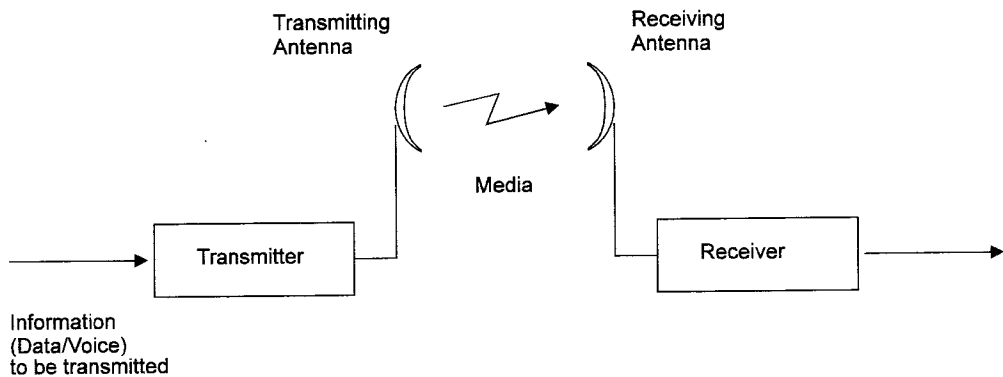 Transmitting
Antenna
Receiving
Antenna
Media
Transmitter
Receiver
Information
(Data/Voice)
to be transmitted